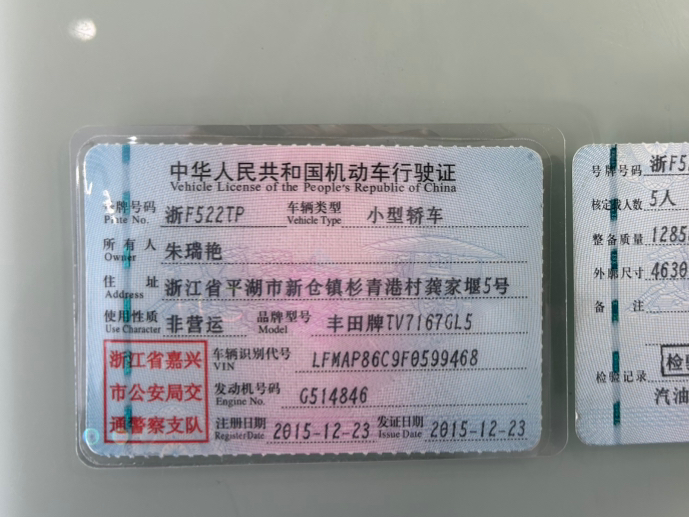 中华人民共和国机动车行驶证
Vehicle License of the People's Republic of China
号牌号码 浙F522TP 车辆类型 小型轿车
Plate No. Vehicle Type
所有人 朱瑞艳
Owner
住址 浙江省平湖市新仓镇杉青港村龚家堰5号
Address
使用性质 非营运 品牌型号 丰田牌TV7167GL5
Use Character Model
浙江省嘉兴
市公安局交
通警察支队
车辆识别代号 LFMAP86C9F0599468
VIN
发动机号码 G514846
Engine No.
注册日期 2015-12-23 发证日期 2015-12-23
Register Date Issue Date
号牌号码 浙F5
核定载人数 5人
整备质量 1285
外廓尺寸 4630
备注
检验记录
汽油